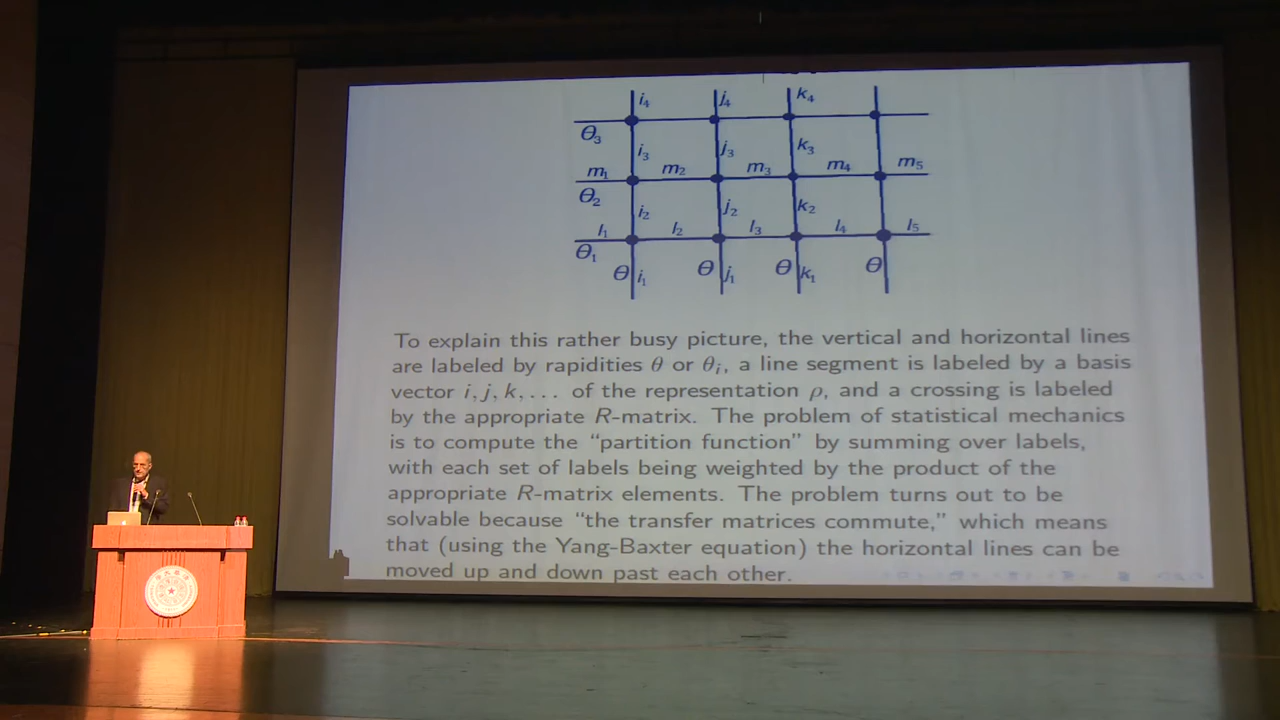 i₄ j₄ k₄
θ₃
i₃ j₃ k₃
m₁ m₂ m₃ m₄ m₅
θ₂
i₂ j₂ k₂
l₁ l₂ l₃ l₄ l₅
θ₁
θ i₁ θ j₁ θ k₁ θ
To explain this rather busy picture, the vertical and horizontal lines
are labeled by rapidities θ or θᵢ, a line segment is labeled by a basis
vector i, j, k, . . . of the representation ρ, and a crossing is labeled
by the appropriate R-matrix. The problem of statistical mechanics
is to compute the “partition function” by summing over labels,
with each set of labels being weighted by the product of the
appropriate R-matrix elements. The problem turns out to be
solvable because “the transfer matrices commute,” which means
that (using the Yang-Baxter equation) the horizontal lines can be
moved up and down past each other.